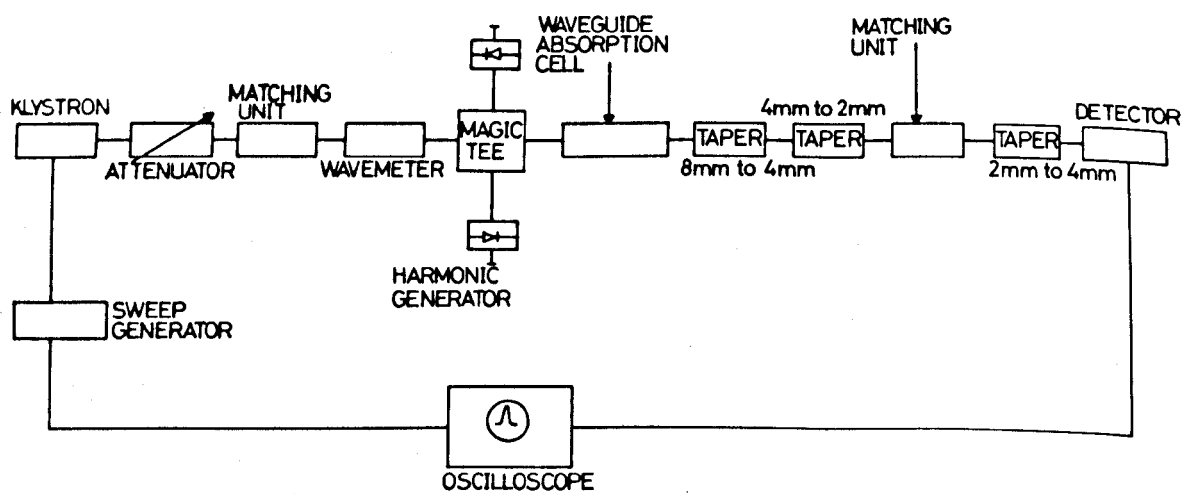 WAVEGUIDE
ABSORPTION
CELL
MATCHING
UNIT
KLYSTRON
MATCHING
UNIT
4mm to 2mm
DETECTOR
MAGIC
TEE
TAPER
TAPER
TAPER
ATTENUATOR
WAVEMETER
8mm to 4mm
2mm to 4mm
HARMONIC
GENERATOR
SWEEP
GENERATOR
OSCILLOSCOPE